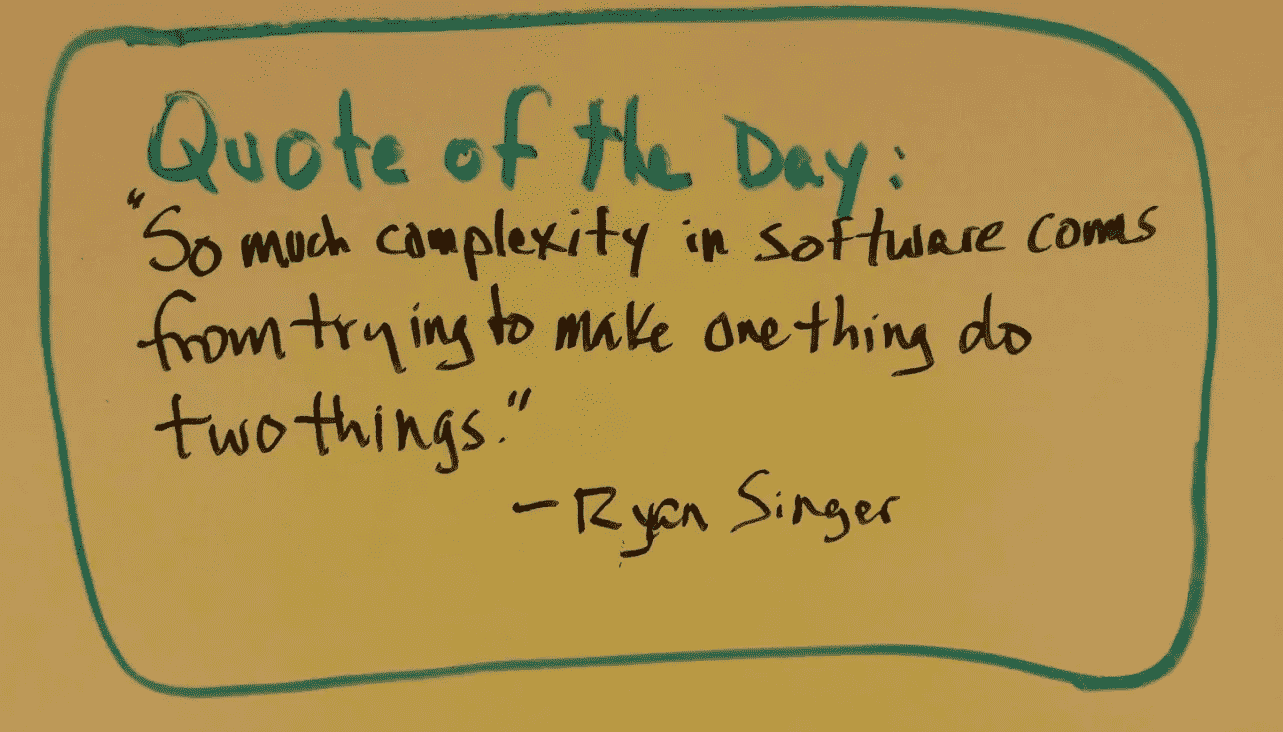 Quote of the Day:
"So much complexity in software comes
from trying to make one thing do
two things."
- Ryan Singer